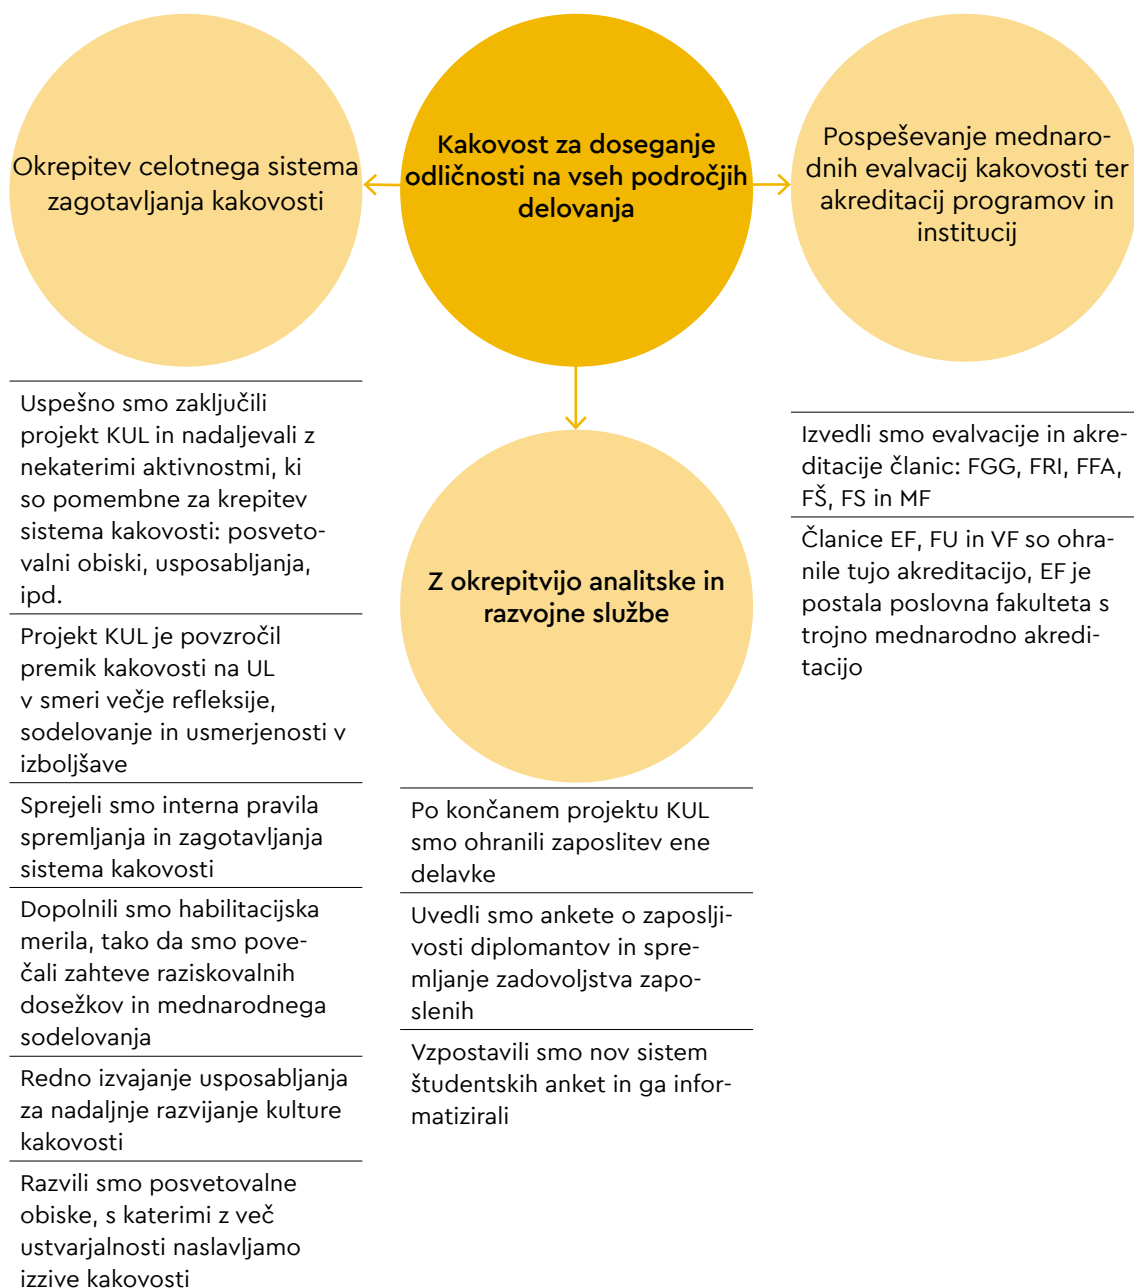 Okrepitev celotnega sistema
zagotavljanja kakovosti
Kakovost za doseganje
odličnosti na vseh področjih
delovanja
Pospeševanje mednaro-
dnih evalvacij kakovosti ter
akreditacij programov in
institucij
Uspešno smo zaključili
projekt KUL in nadaljevali z
nekaterimi aktivnostmi, ki
so pomembne za krepitev
sistema kakovosti: posveto-
valni obiski, usposabljanja,
ipd.
Projekt KUL je povzročil
premik kakovosti na UL
v smeri večje refleksije,
sodelovanje in usmerjenosti v
izboljšave
Sprejeli smo interna pravila
spremljanja in zagotavljanja
sistema kakovosti
Dopolnili smo habilitacijska
merila, tako da smo pove-
čali zahteve raziskovalnih
dosežkov in mednarodnega
sodelovanja
Redno izvajanje usposabljanja
za nadaljnje razvijanje kulture
kakovosti
Razvili smo posvetovalne
obiske, s katerimi z več
ustvarjalnosti naslavljamo
izzive kakovosti
Z okrepitvijo analitske in
razvojne službe
Po končanem projektu KUL
smo ohranili zaposlitev ene
delavke
Uvedli smo ankete o zaposlji-
vosti diplomantov in spre-
mljanje zadovoljstva zapo-
slenih
Vzpostavili smo nov sistem
študentskih anket in ga infor-
matizirali
Izvedli smo evalvacije in akre-
ditacije članic: FGG, FRI, FFA,
FŠ, FS in MF
Članice EF, FU in VF so ohra-
nile tujo akreditacijo, EF je
postala poslovna fakulteta s
trojno mednarodno akredi-
tacijo